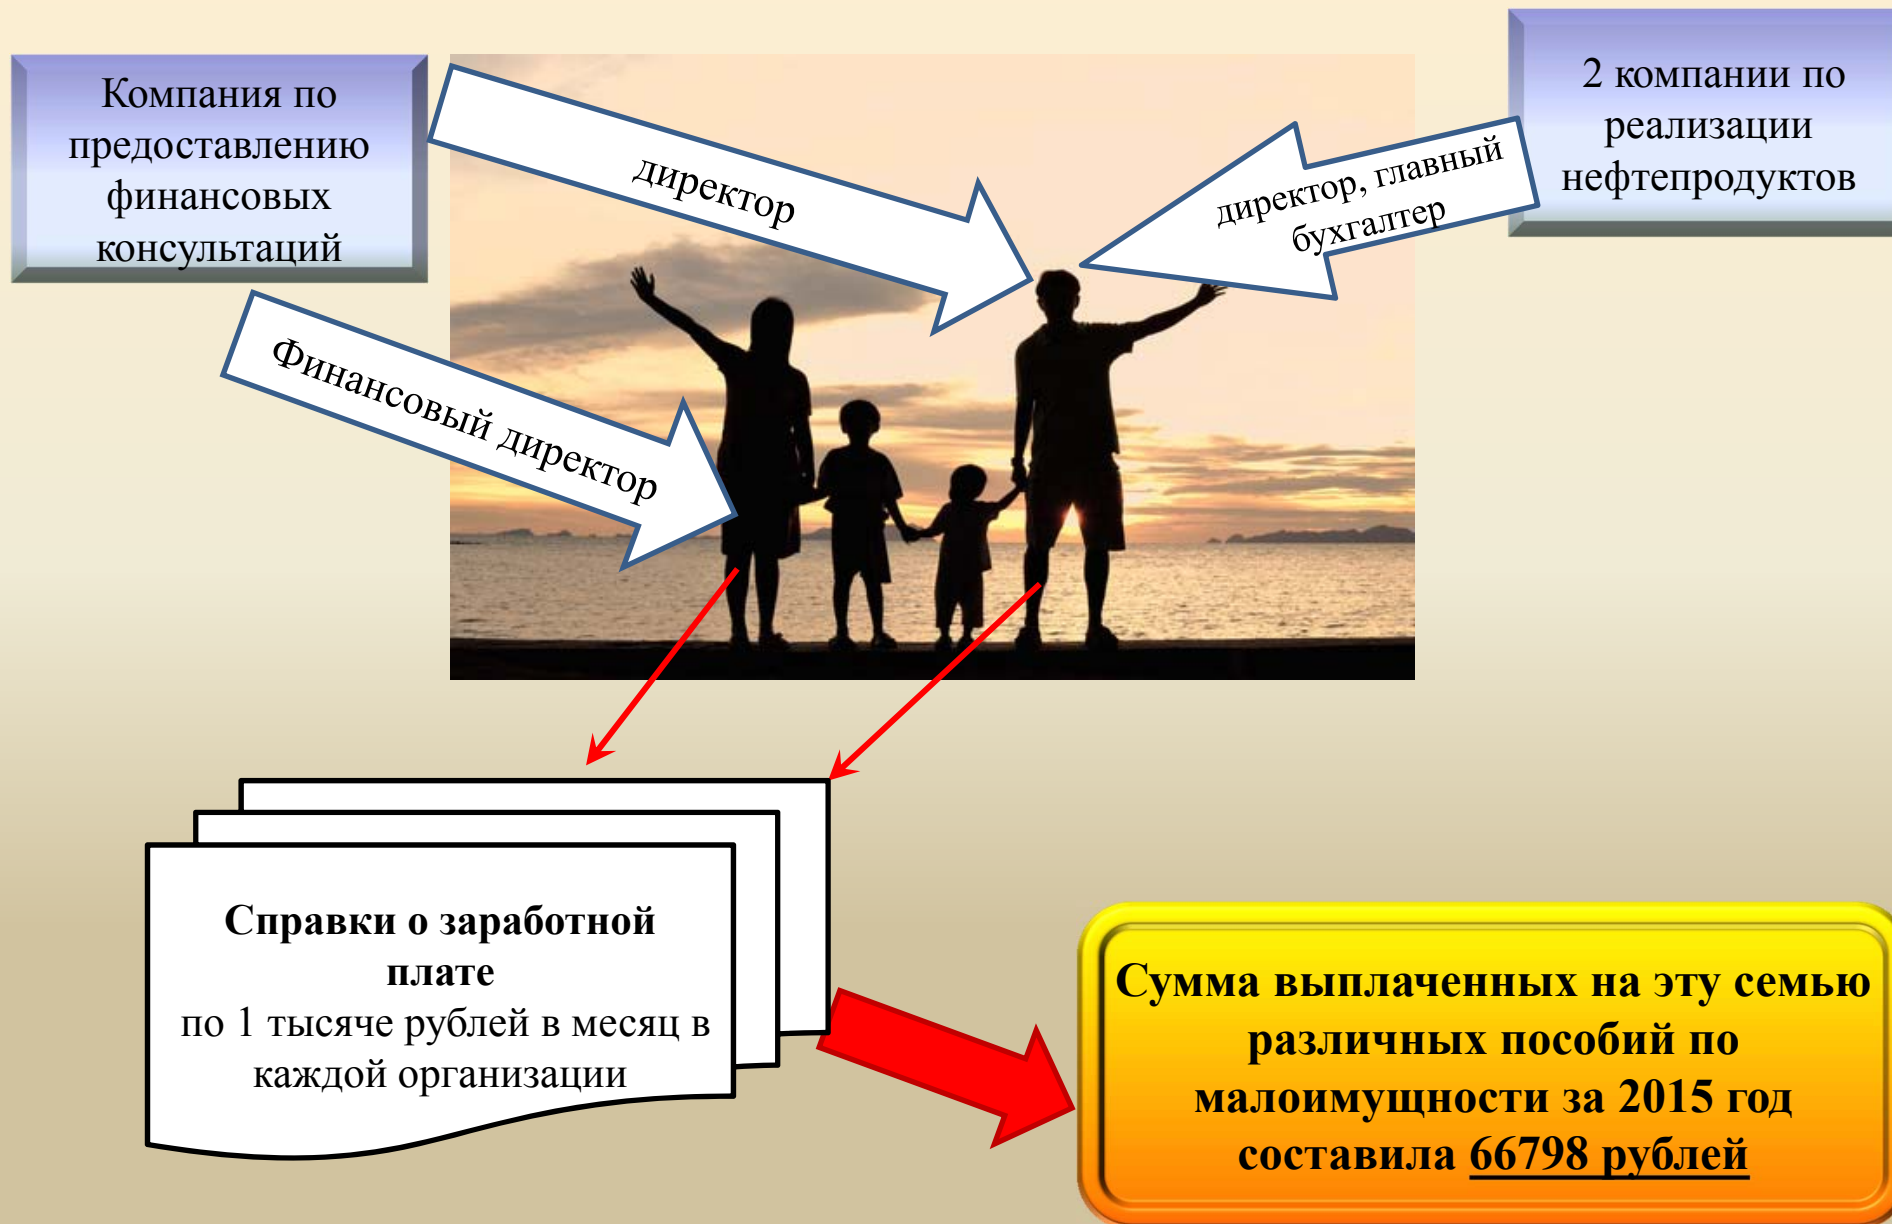 Компания по
предоставлению
финансовых
консультаций
2 компании по
реализации
нефтепродуктов
директор
директор, главный
бухгалтер
Финансовый директор
Справки о заработной
плате
по 1 тысяче рублей в месяц в
каждой организации
Сумма выплаченных на эту семью
различных пособий по
малоимущности за 2015 год
составила 66798 рублей